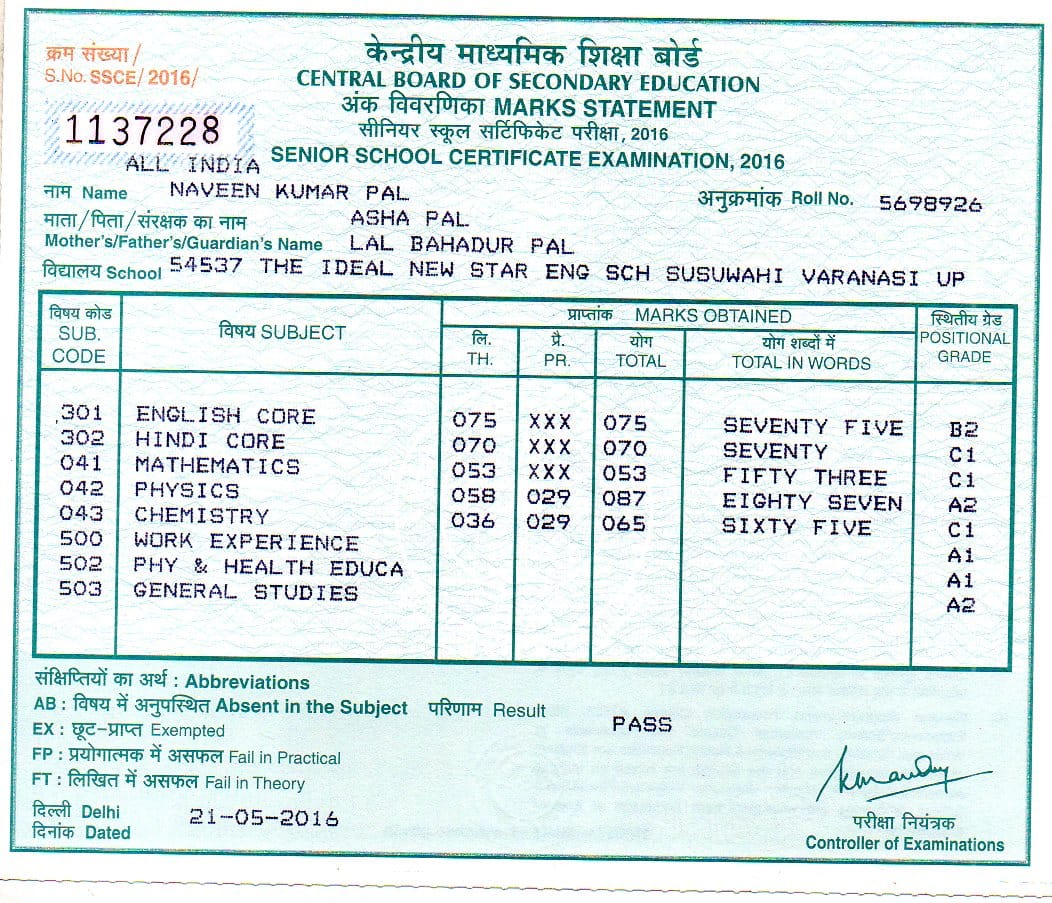 क्रम संख्या/
S.No. SSCE/2016/
केन्द्रीय माध्यमिक शिक्षा बोर्ड
CENTRAL BOARD OF SECONDARY EDUCATION
अंक विवरणिका MARKS STATEMENT
सीनियर स्कूल सर्टिफिकेट परीक्षा, 2016
SENIOR SCHOOL CERTIFICATE EXAMINATION, 2016
1137228
ALL INDIA
नाम Name NAVEEN KUMAR PAL अनुक्रमांक Roll No. 5698926
माता/पिता/संरक्षक का नाम ASHA PAL
Mother's/Father's/Guardian's Name LAL BAHADUR PAL
विद्यालय School 54537 THE IDEAL NEW STAR ENG SCH SUSUWAHI VARANASI UP
विषय कोड SUB. CODE विषय SUBJECT प्राप्तांक MARKS OBTAINED स्थितीय ग्रेड POSITIONAL GRADE
लि. TH. प्रै. PR. योग TOTAL योग शब्दों में TOTAL IN WORDS
301 ENGLISH CORE 075 XXX 075 SEVENTY FIVE B2
302 HINDI CORE 070 XXX 070 SEVENTY C1
041 MATHEMATICS 053 XXX 053 FIFTY THREE C1
042 PHYSICS 058 029 087 EIGHTY SEVEN A2
043 CHEMISTRY 036 029 065 SIXTY FIVE C1
500 WORK EXPERIENCE A1
502 PHY & HEALTH EDUCA A1
503 GENERAL STUDIES A2
संक्षिप्तियों का अर्थ : Abbreviations
AB : विषय में अनुपस्थित Absent in the Subject परिणाम Result PASS
EX : छूट-प्राप्त Exempted
FP : प्रयोगात्मक में असफल Fail in Practical
FT : लिखित में असफल Fail in Theory
दिल्ली Delhi
दिनांक Dated 21-05-2016
परीक्षा नियंत्रक
Controller of Examinations